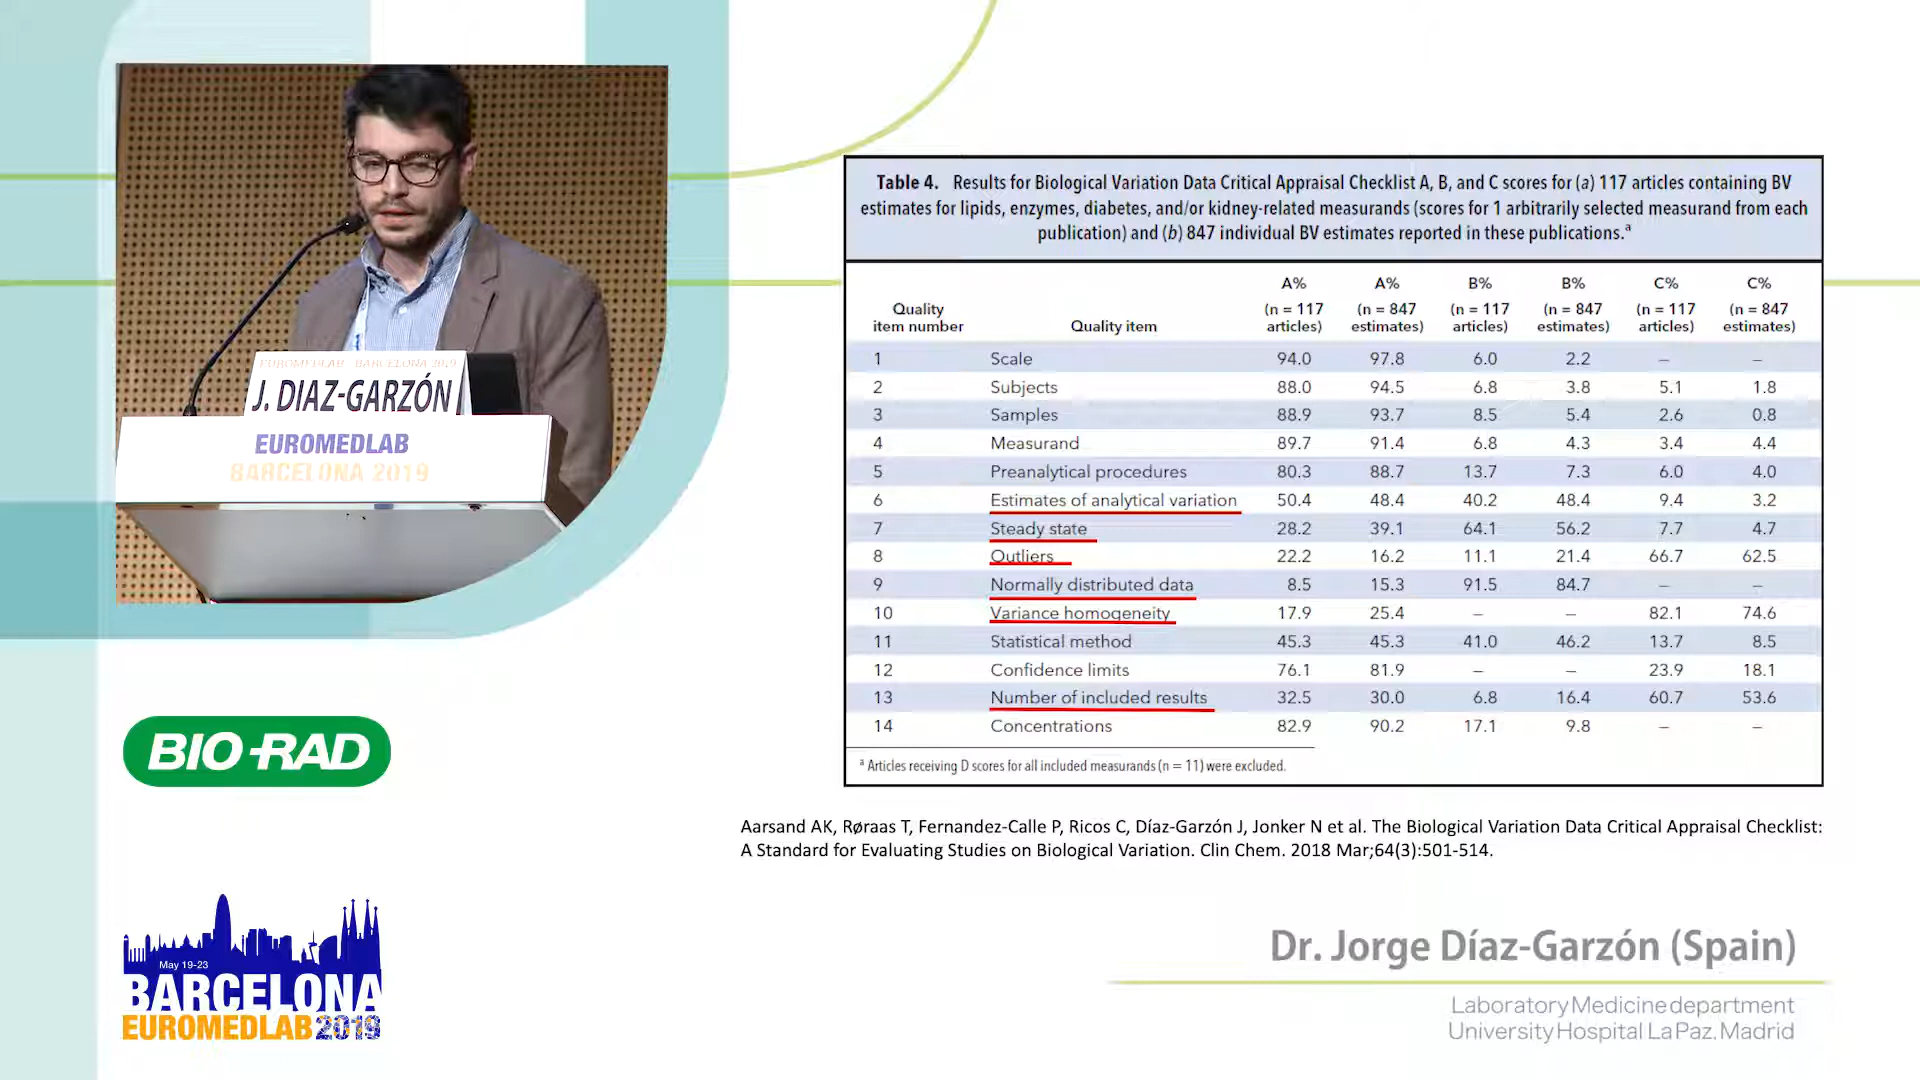 EUROMEDLAB - BARCELONA 2019
J. DIAZ-GARZÓN
EUROMEDLAB
BARCELONA 2019
BIO-RAD
May 19-23
BARCELONA
EUROMEDLAB 2019
Table 4. Results for Biological Variation Data Critical Appraisal Checklist A, B, and C scores for (a) 117 articles containing BV
estimates for lipids, enzymes, diabetes, and/or kidney-related measurands (scores for 1 arbitrarily selected measurand from each
publication) and (b) 847 individual BV estimates reported in these publications.ᵃ
A% A% B% B% C% C%
Quality (n = 117 (n = 847 (n = 117 (n = 847 (n = 117 (n = 847
item number Quality item articles) estimates) articles) estimates) articles) estimates)
1 Scale 94.0 97.8 6.0 2.2 – –
2 Subjects 88.0 94.5 6.8 3.8 5.1 1.8
3 Samples 88.9 93.7 8.5 5.4 2.6 0.8
4 Measurand 89.7 91.4 6.8 4.3 3.4 4.4
5 Preanalytical procedures 80.3 88.7 13.7 7.3 6.0 4.0
6 Estimates of analytical variation 50.4 48.4 40.2 48.4 9.4 3.2
7 Steady state 28.2 39.1 64.1 56.2 7.7 4.7
8 Outliers 22.2 16.2 11.1 21.4 66.7 62.5
9 Normally distributed data 8.5 15.3 91.5 84.7 – –
10 Variance homogeneity 17.9 25.4 – – 82.1 74.6
11 Statistical method 45.3 45.3 41.0 46.2 13.7 8.5
12 Confidence limits 76.1 81.9 – – 23.9 18.1
13 Number of included results 32.5 30.0 6.8 16.4 60.7 53.6
14 Concentrations 82.9 90.2 17.1 9.8 – –
ᵃ Articles receiving D scores for all included measurands (n = 11) were excluded.
Aarsand AK, Røraas T, Fernandez-Calle P, Ricos C, Díaz-Garzón J, Jonker N et al. The Biological Variation Data Critical Appraisal Checklist:
A Standard for Evaluating Studies on Biological Variation. Clin Chem. 2018 Mar;64(3):501-514.
Dr. Jorge Díaz-Garzón (Spain)
Laboratory Medicine department
University Hospital La Paz. Madrid